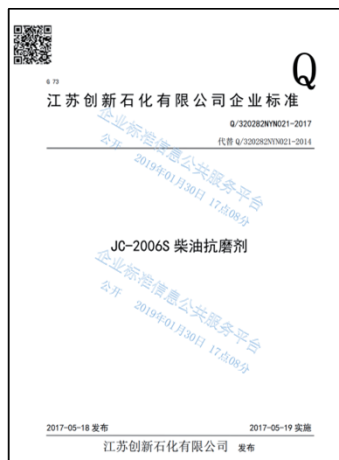 Q
G 73
江苏创新石化有限公司企业标准
Q/320282NYN021-2017
代替 Q/320282NYN021-2014
企业标准信息公共服务平台
公开 2019年01月30日 17点08分
JC-2006S 柴油抗磨剂
企业标准信息公共服务平台
公开 2019年01月30日 17点08分
2017-05-18 发布
2017-05-19 实施
江苏创新石化有限公司 发布